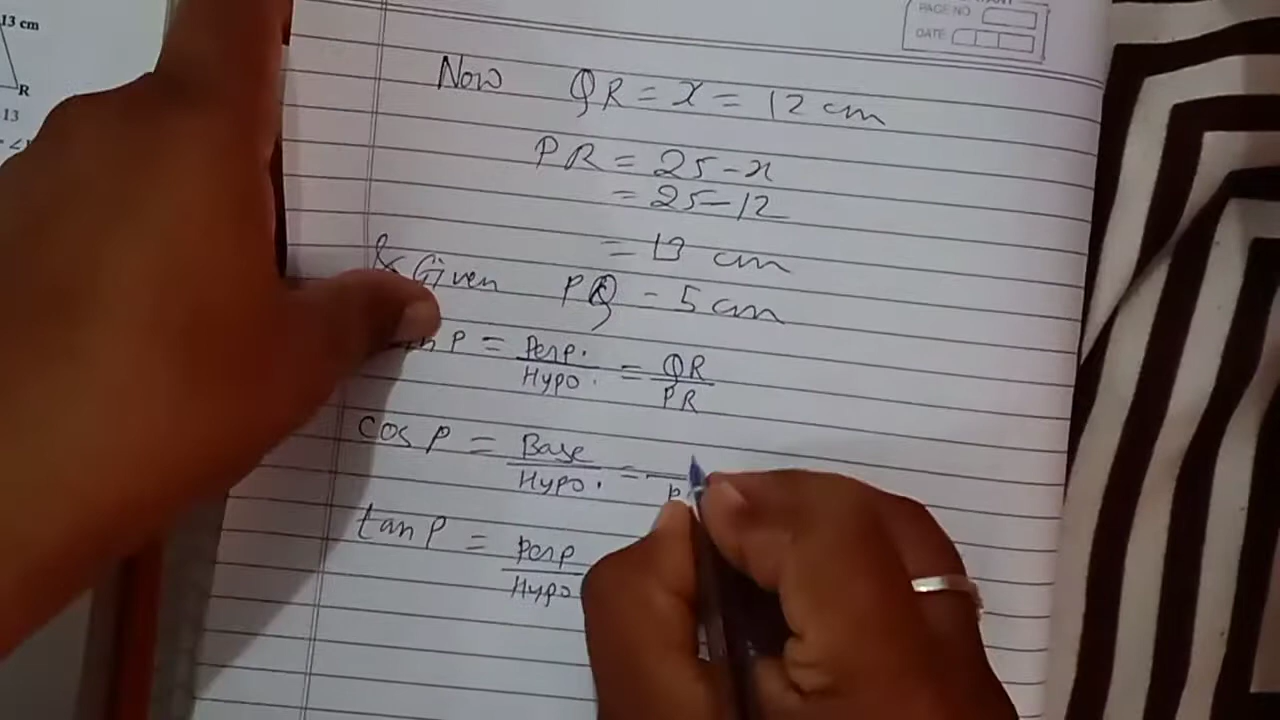 13 cm
R
13
PAGE NO
DATE
Now QR = x = 12 cm
PR = 25 - x
= 25 - 12
= 13 cm
& Given PQ - 5 cm
n P = Perp. / Hypo. = QR / PR
cos P = Base / Hypo. = / P
tan P = Perp / Hypo